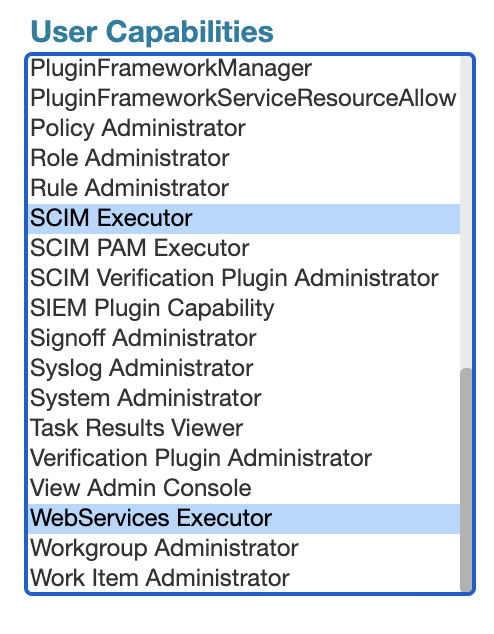 User Capabilities
PluginFrameworkManager
PluginFrameworkServiceResourceAllow
Policy Administrator
Role Administrator
Rule Administrator
SCIM Executor
SCIM PAM Executor
SCIM Verification Plugin Administrator
SIEM Plugin Capability
Signoff Administrator
Syslog Administrator
System Administrator
Task Results Viewer
Verification Plugin Administrator
View Admin Console
WebServices Executor
Workgroup Administrator
Work Item Administrator